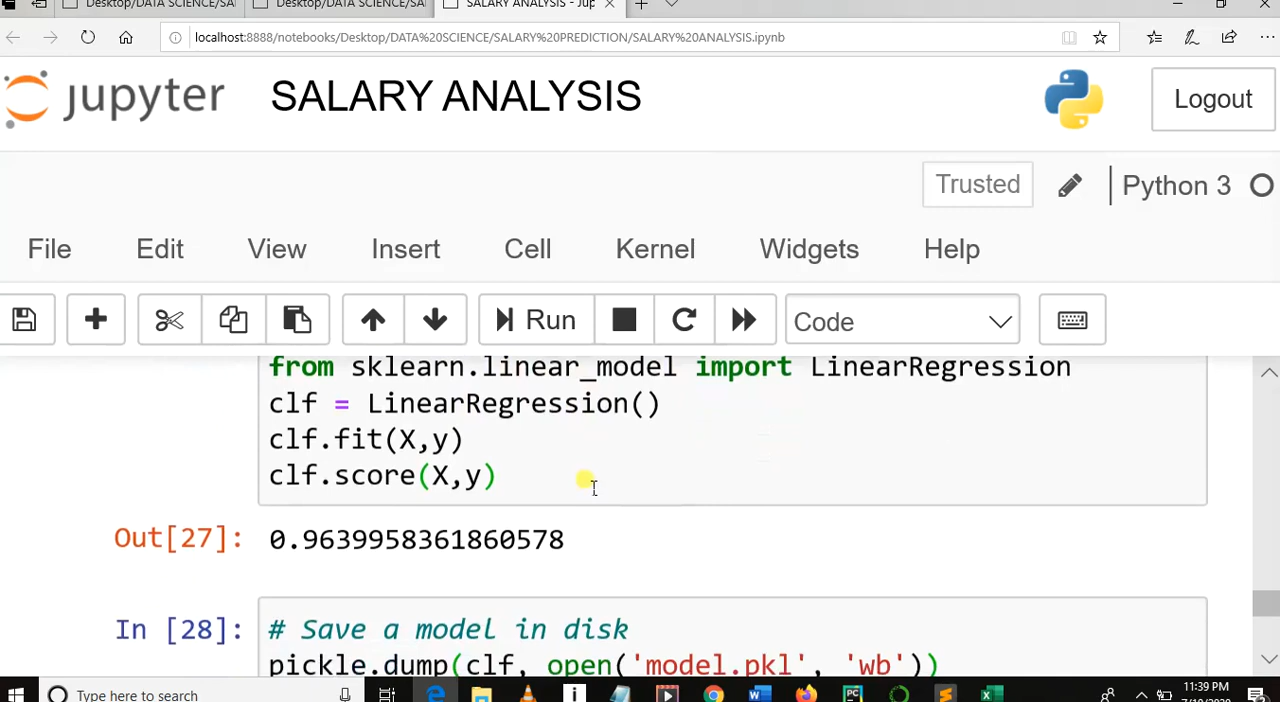 Desktop/DATA SCIENCE/SA
Desktop/DATA SCIENCE/SA
SALARY ANALYSIS - Jup
localhost:8888/notebooks/Desktop/DATA%20SCIENCE/SALARY%20PREDICTION/SALARY%20ANALYSIS.ipynb
jupyter SALARY ANALYSIS
Logout
Trusted
Python 3
File Edit View Insert Cell Kernel Widgets Help
Run
Code
from sklearn.linear_model import LinearRegression
clf = LinearRegression()
clf.fit(X,y)
clf.score(X,y)
Out[27]: 0.9639958361860578
In [28]: # Save a model in disk
pickle.dump(clf, open('model.pkl', 'wb'))
Type here to search
11:39 PM